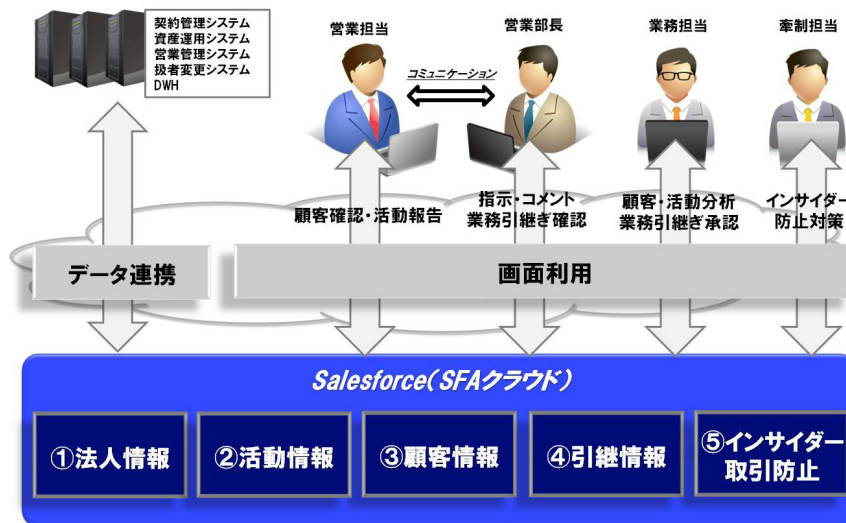 契約管理システム
資産運用システム
営業管理システム
扱者変更システム
DWH
営業担当
営業部長
業務担当
牽制担当
コミュニケーション
顧客確認・活動報告
指示・コメント
業務引継ぎ確認
顧客・活動分析
業務引継ぎ承認
インサイダー
防止対策
データ連携
画面利用
Salesforce(SFAクラウド)
①法人情報
②活動情報
③顧客情報
④引継情報
⑤インサイダー
取引防止